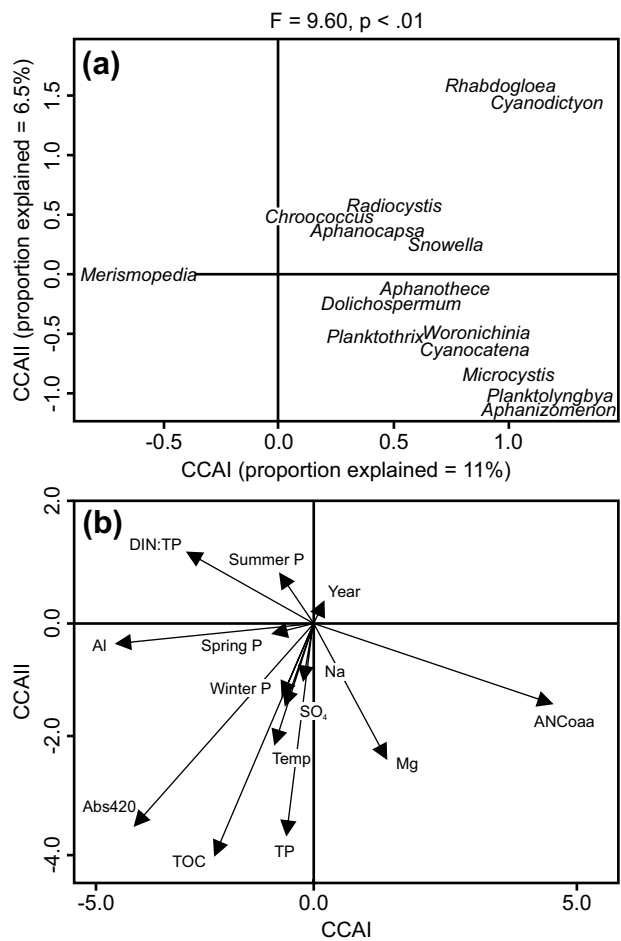 F = 9.60, p < .01
(a)
CCAII (proportion explained = 6.5%)
1.5
1.0
0.5
0.0
-0.5
-1.0
Rhabdogloea
Cyanodictyon
Radiocystis
Chroococcus
Aphanocapsa
Snowella
Merismopedia
Aphanothece
Dolichospermum
Planktothrix
Woronichinia
Cyanocatena
Microcystis
Planktolyngbya
Aphanizomenon
-0.5
0.0
0.5
1.0
CCAI (proportion explained = 11%)
(b)
CCAII
2.0
0.0
-2.0
-4.0
DIN:TP
Summer P
Year
Al
Spring P
Na
Winter P
SO₄
ANCoaa
Temp
Mg
Abs420
TOC
TP
-5.0
0.0
5.0
CCAI